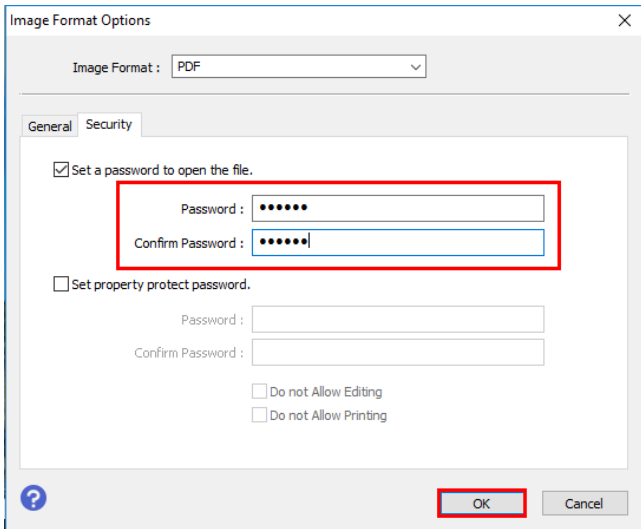 Image Format Options
Image Format : PDF
General Security
Set a password to open the file.
Password : ••••••
Confirm Password : ••••••
Set property protect password.
Password :
Confirm Password :
Do not Allow Editing
Do not Allow Printing
? OK Cancel